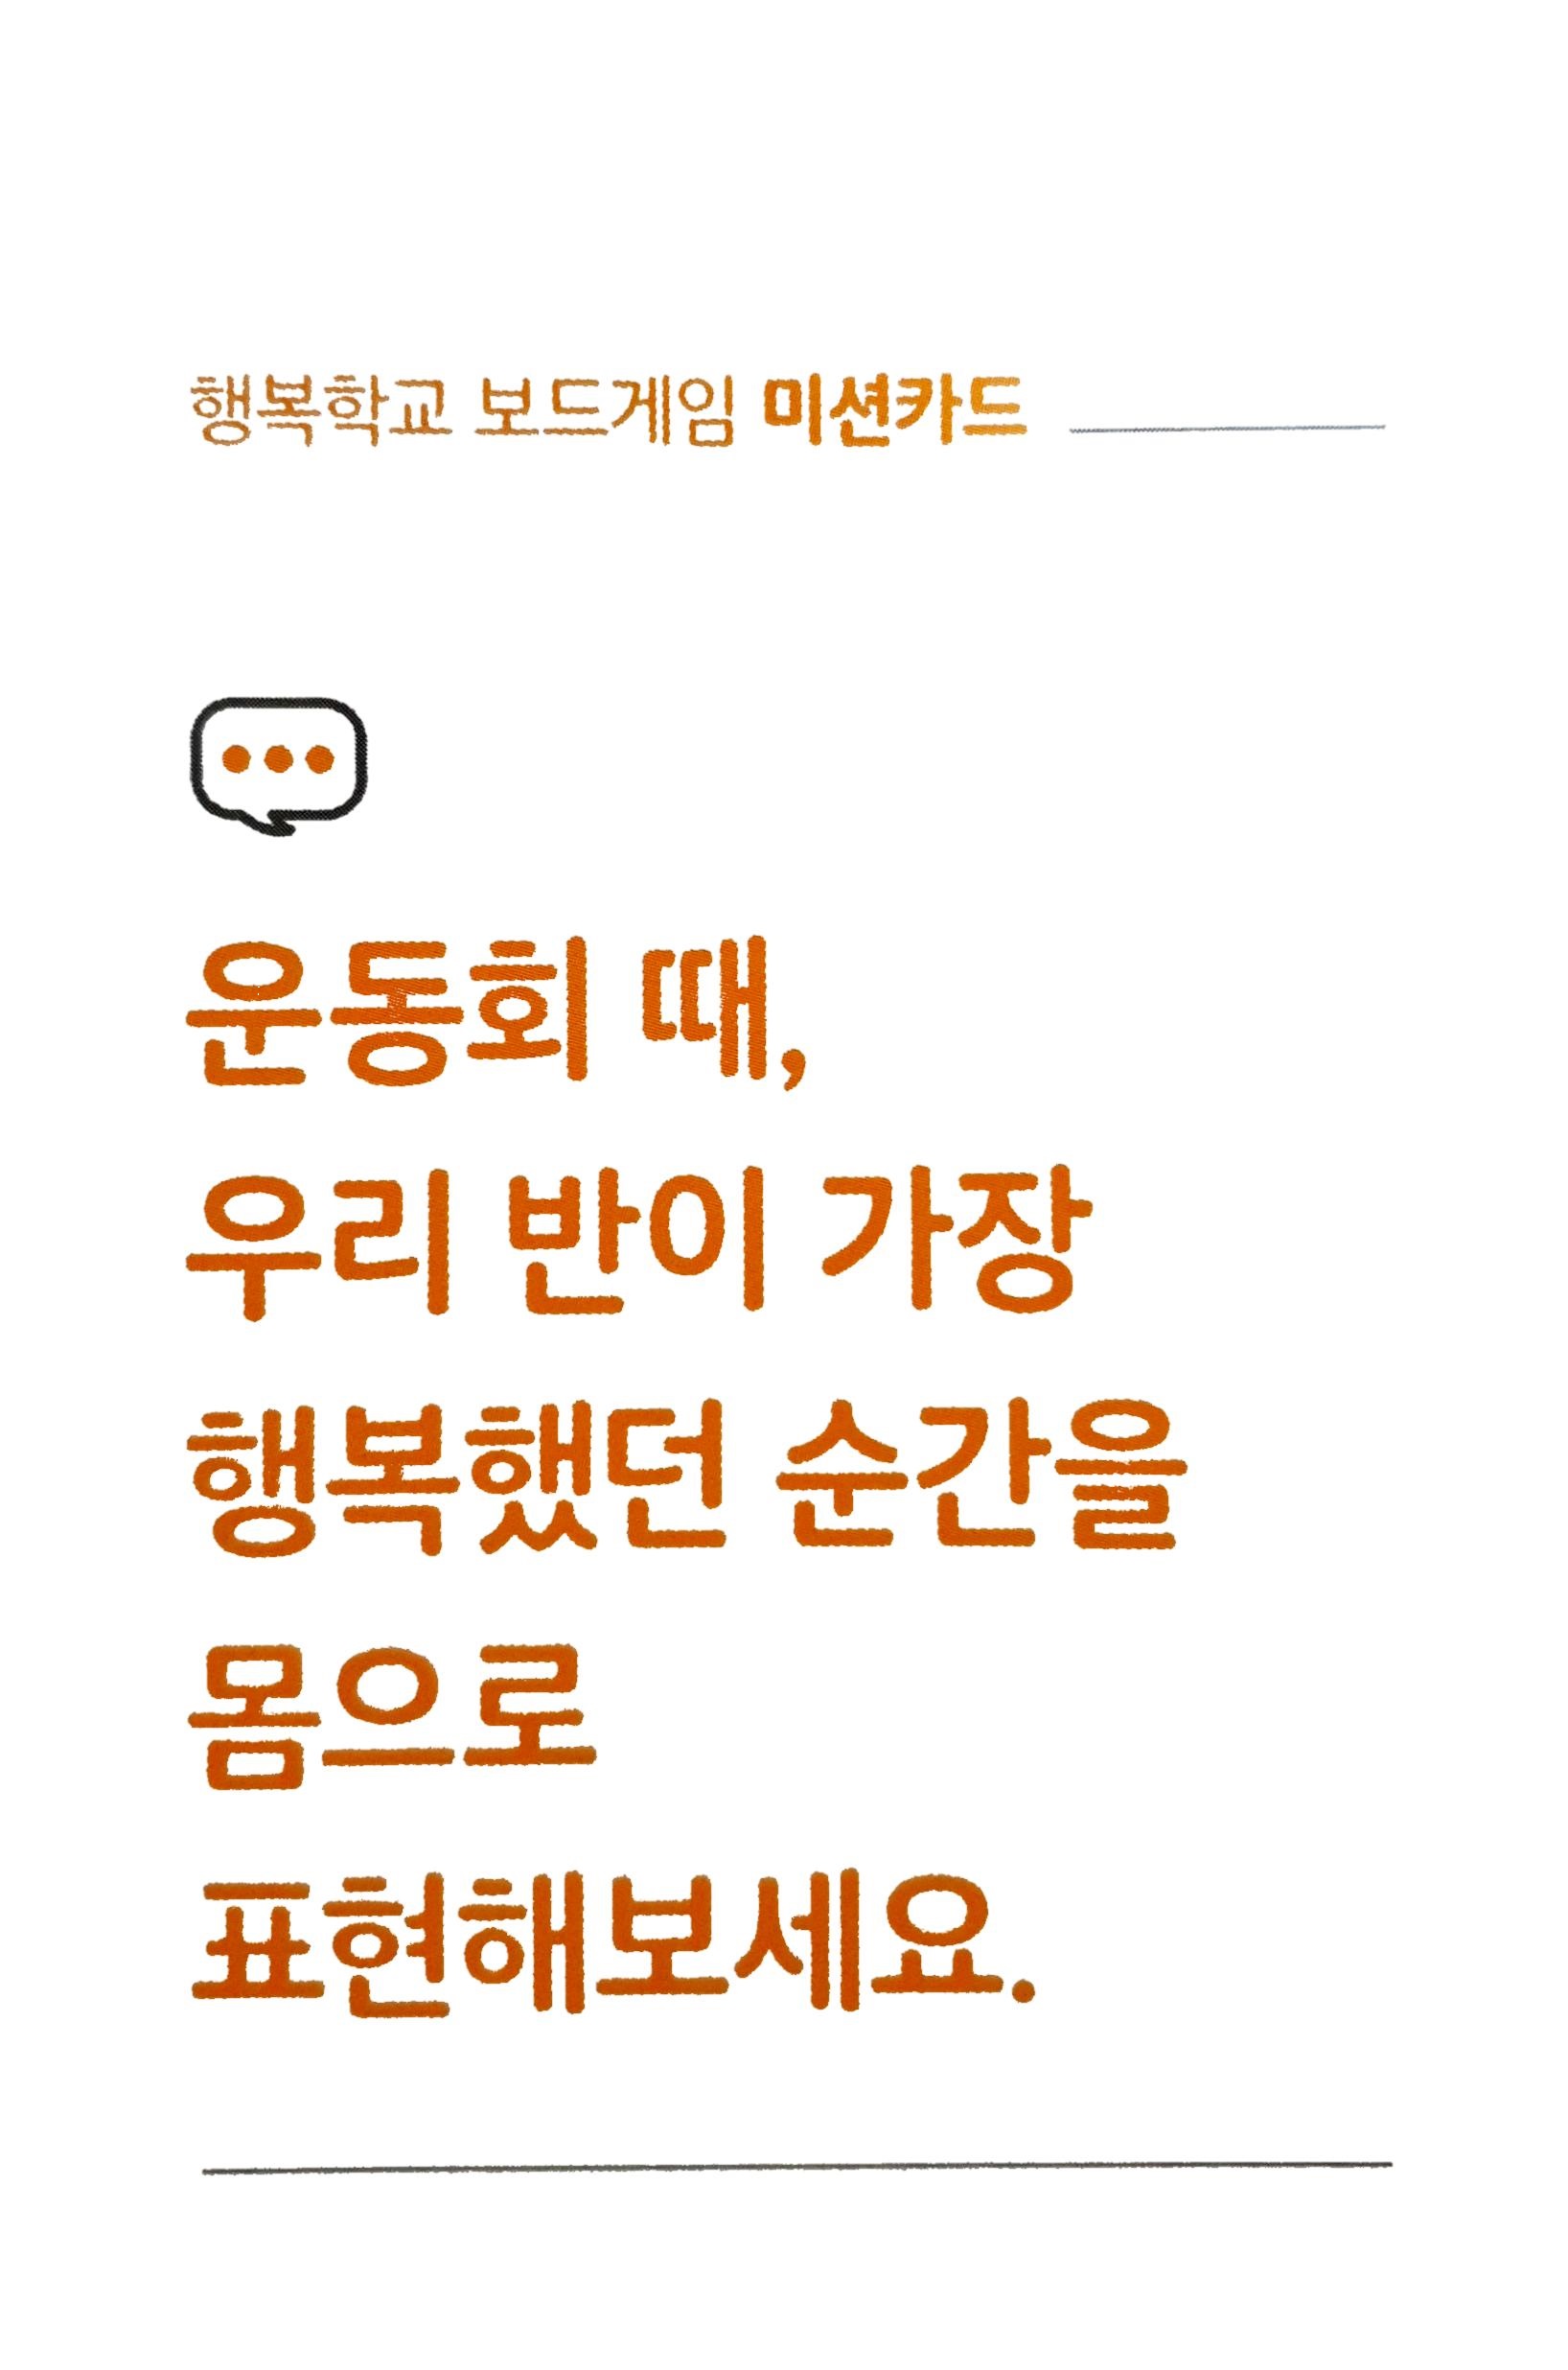 행복학교 보드게임 미션카드
운동회 때,
우리 반이 가장
행복했던 순간을
몸으로
표현해보세요.